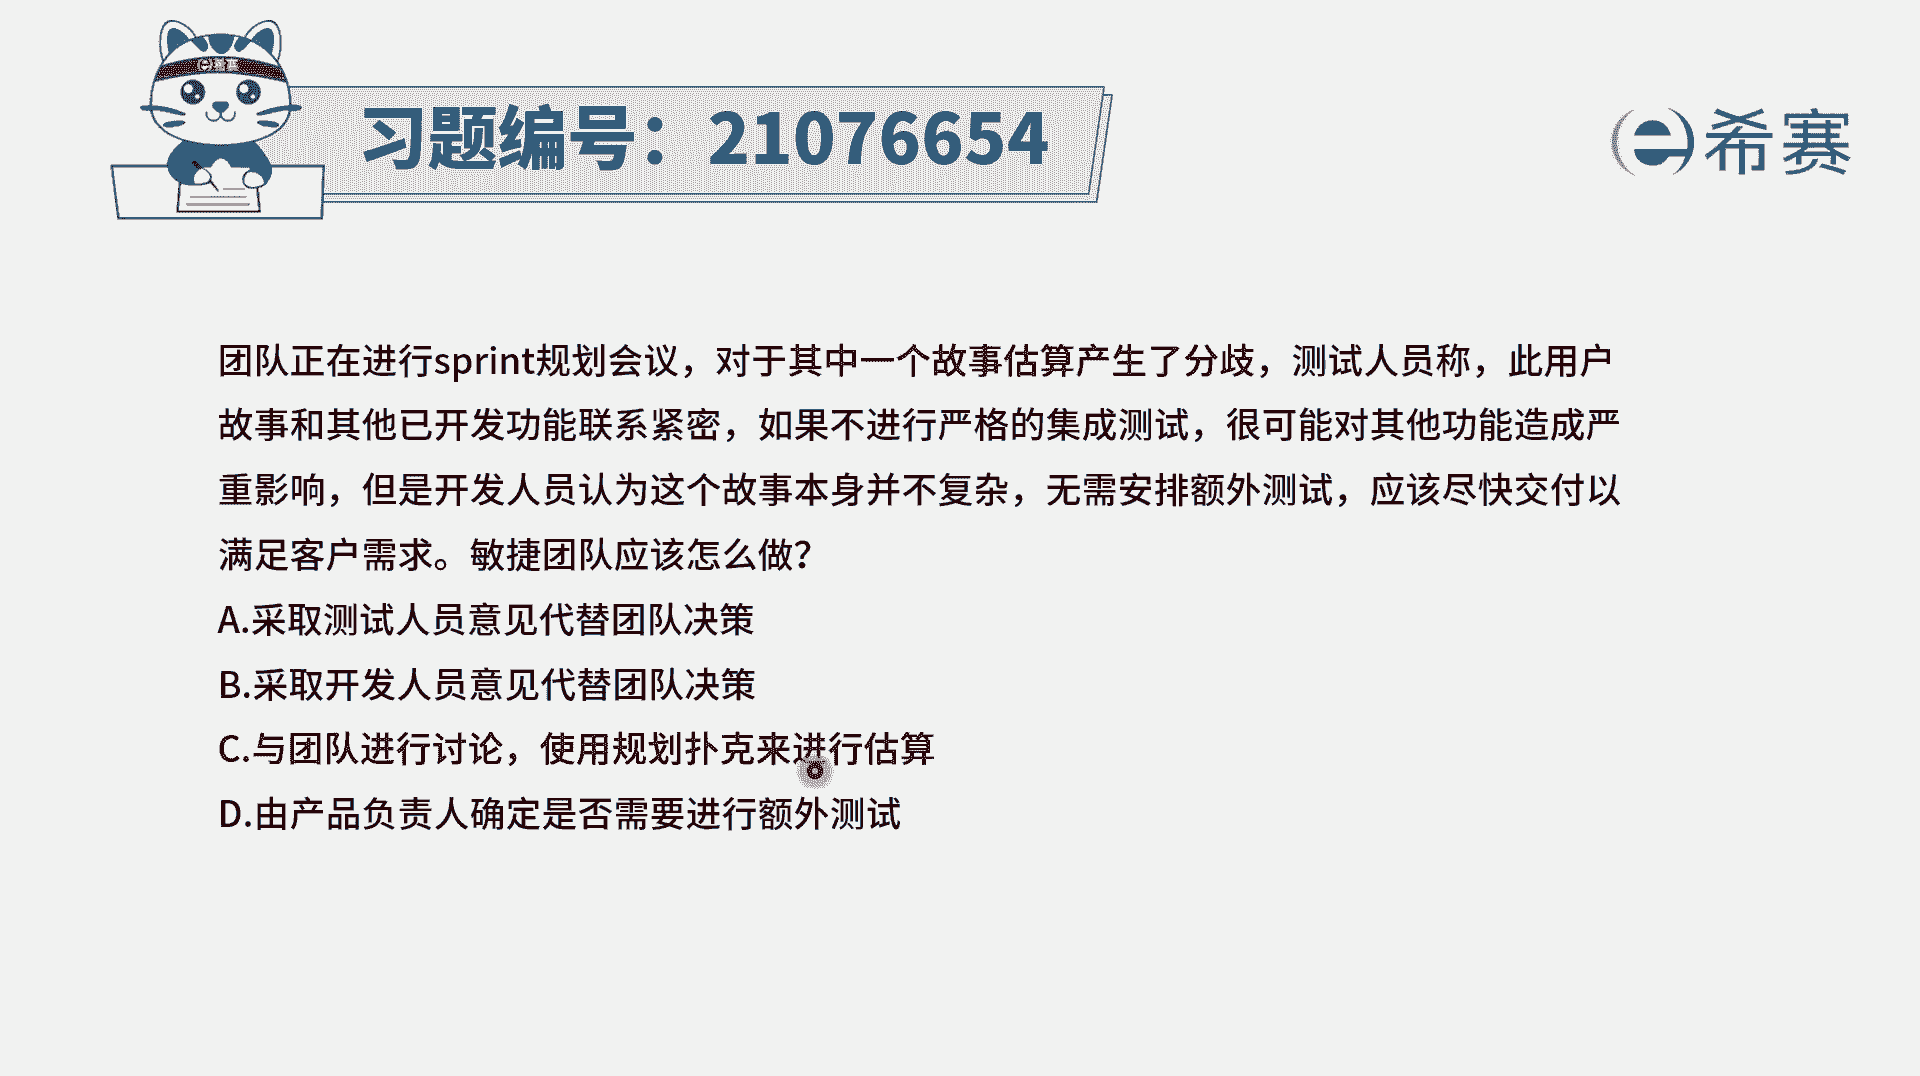 习题编号：21076654
希赛
团队正在进行sprint规划会议，对于其中一个故事估算产生了分歧，测试人员称，此用户
故事和其他已开发功能联系紧密，如果不进行严格的集成测试，很可能对其他功能造成严
重影响，但是开发人员认为这个故事本身并不复杂，无需安排额外测试，应该尽快交付以
满足客户需求。敏捷团队应该怎么做？
A.采取测试人员意见代替团队决策
B.采取开发人员意见代替团队决策
C.与团队进行讨论，使用规划扑克来进行估算
D.由产品负责人确定是否需要进行额外测试